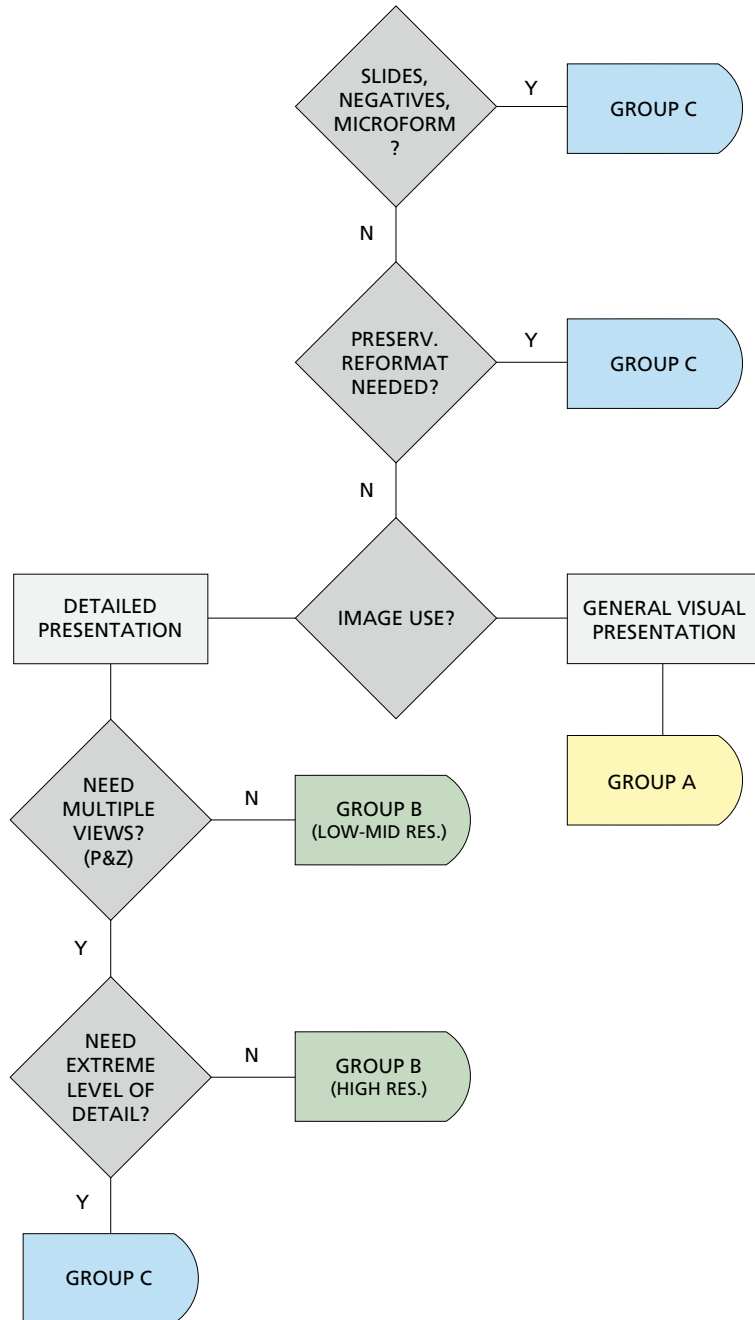 SLIDES,
NEGATIVES,
MICROFORM
?
Y
GROUP C
N
PRESERV.
REFORMAT
NEEDED?
Y
GROUP C
N
DETAILED
PRESENTATION
IMAGE USE?
GENERAL VISUAL
PRESENTATION
NEED
MULTIPLE
VIEWS?
(P&Z)
N
GROUP B
(LOW-MID RES.)
GROUP A
Y
NEED
EXTREME
LEVEL OF
DETAIL?
N
GROUP B
(HIGH RES.)
Y
GROUP C